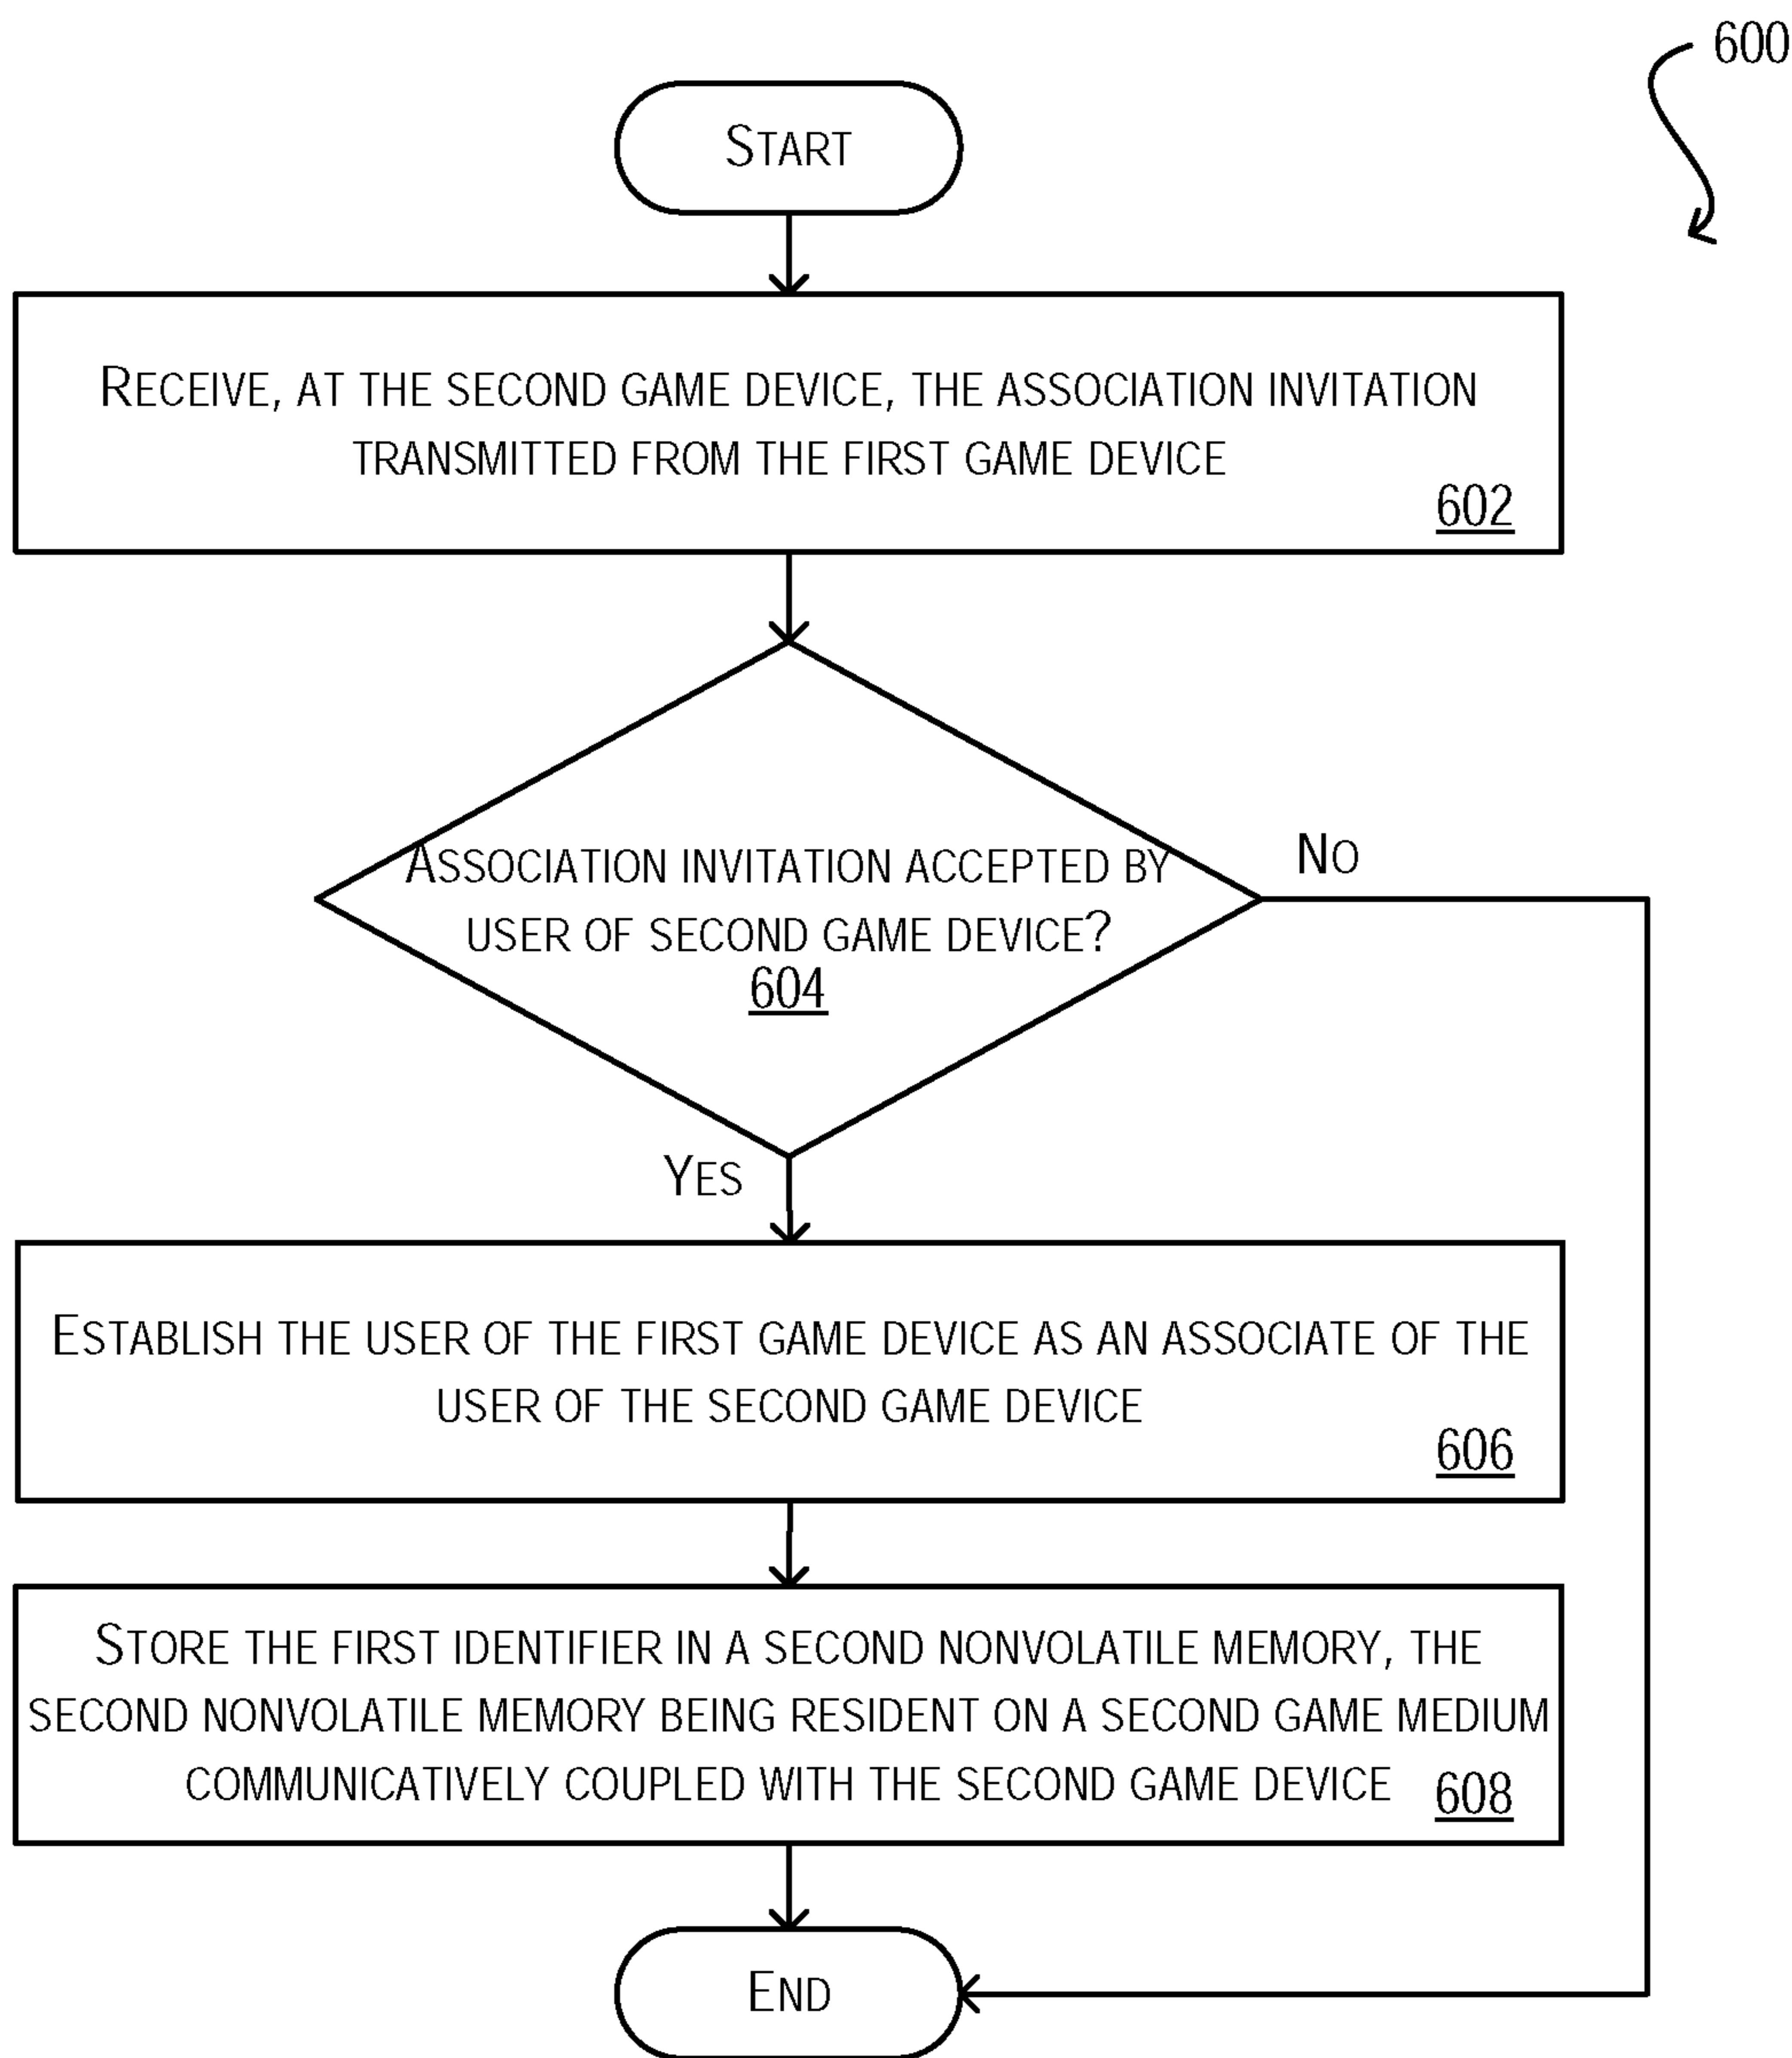 600
START
RECEIVE, AT THE SECOND GAME DEVICE, THE ASSOCIATION INVITATION
TRANSMITTED FROM THE FIRST GAME DEVICE
602
ASSOCIATION INVITATION ACCEPTED BY
USER OF SECOND GAME DEVICE?
604
NO
YES
ESTABLISH THE USER OF THE FIRST GAME DEVICE AS AN ASSOCIATE OF THE
USER OF THE SECOND GAME DEVICE
606
STORE THE FIRST IDENTIFIER IN A SECOND NONVOLATILE MEMORY, THE
SECOND NONVOLATILE MEMORY BEING RESIDENT ON A SECOND GAME MEDIUM
COMMUNICATIVELY COUPLED WITH THE SECOND GAME DEVICE
608
END